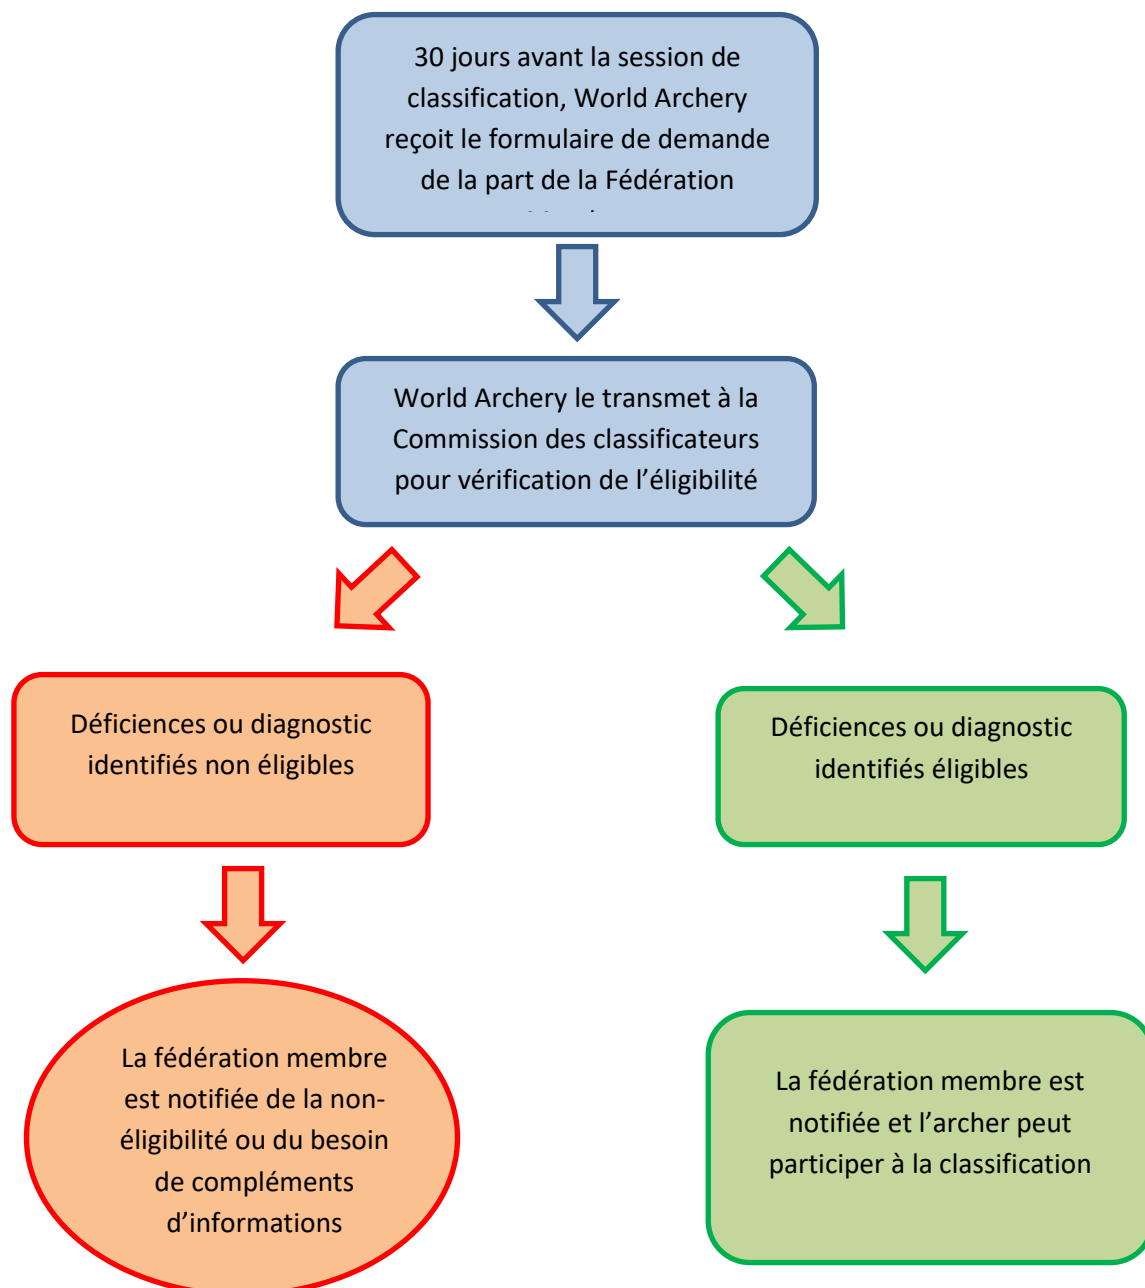 30 jours avant la session de
classification, World Archery
reçoit le formulaire de demande
de la part de la Fédération
World Archery le transmet à la
Commission des classificateurs
pour vérification de l’éligibilité
Déficiences ou diagnostic
identifiés non éligibles
Déficiences ou diagnostic
identifiés éligibles
La fédération membre
est notifiée de la non-
éligibilité ou du besoin
de compléments
d’informations
La fédération membre est
notifiée et l’archer peut
participer à la classification